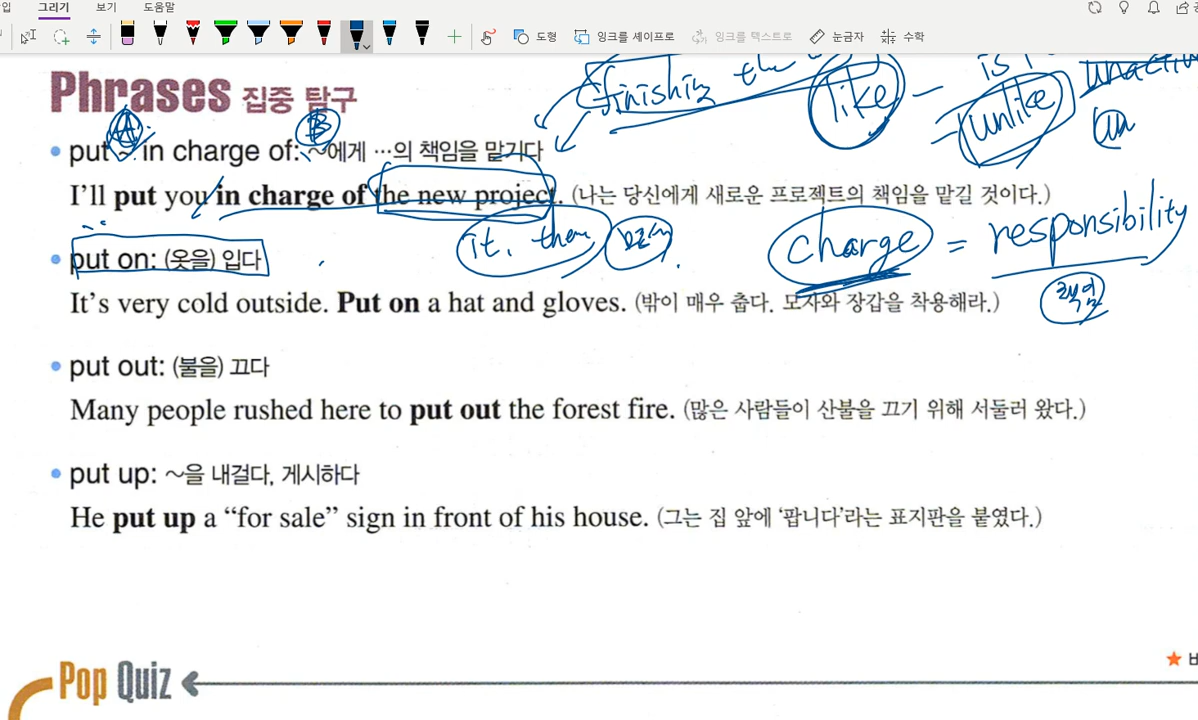 입 그리기 보기 도움말
도형 잉크를 셰이프로 잉크를 텍스트로 눈금자 수학
Phrases 집중 탐구
finishing the
like
is
unlike
un
A B
• put ~ in charge of: ~에게 …의 책임을 맡기다
I’ll put you in charge of the new project. (나는 당신에게 새로운 프로젝트의 책임을 맡길 것이다.)
it, them
charge = responsibility
책임
• put on: (옷을) 입다
It’s very cold outside. Put on a hat and gloves. (밖이 매우 춥다. 모자와 장갑을 착용해라.)
• put out: (불을) 끄다
Many people rushed here to put out the forest fire. (많은 사람들이 산불을 끄기 위해 서둘러 왔다.)
• put up: ~을 내걸다, 게시하다
He put up a “for sale” sign in front of his house. (그는 집 앞에 ‘팝니다’라는 표지판을 붙였다.)
Pop Quiz